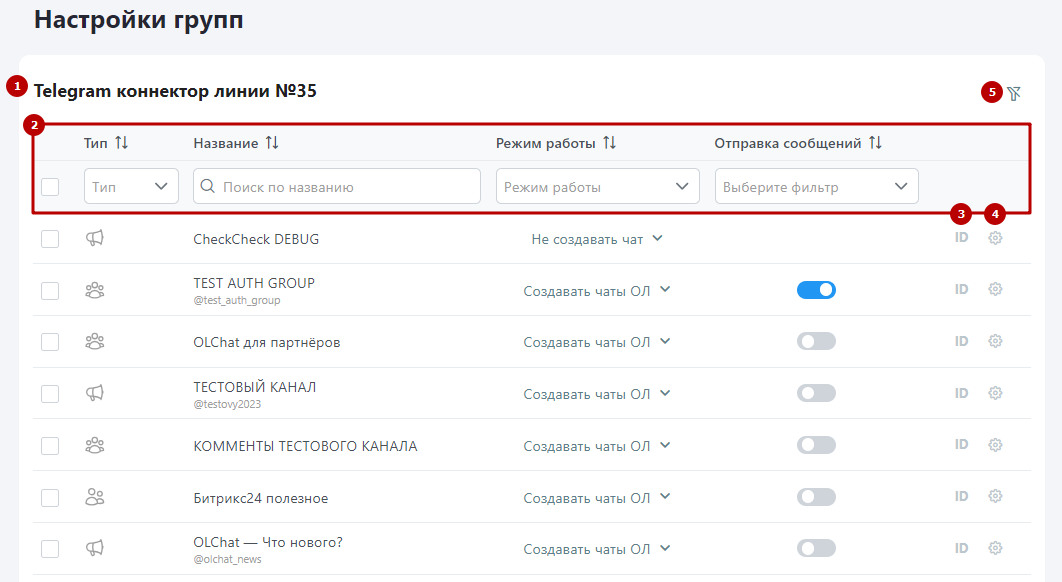 Настройки групп
1 Telegram коннектор линии №35 5
2
Тип Название Режим работы Отправка сообщений
Тип Поиск по названию Режим работы Выберите фильтр
3 4
CheckCheck DEBUG Не создавать чат ID
TEST AUTH GROUP
@test_auth_group
Создавать чаты ОЛ ID
OLChat для партнёров Создавать чаты ОЛ ID
ТЕСТОВЫЙ КАНАЛ
@testovy2023
Создавать чаты ОЛ ID
КОММЕНТЫ ТЕСТОВОГО КАНАЛА Создавать чаты ОЛ ID
Битрикс24 полезное Создавать чаты ОЛ ID
OLChat — Что нового?
@olchat_news
Создавать чаты ОЛ ID